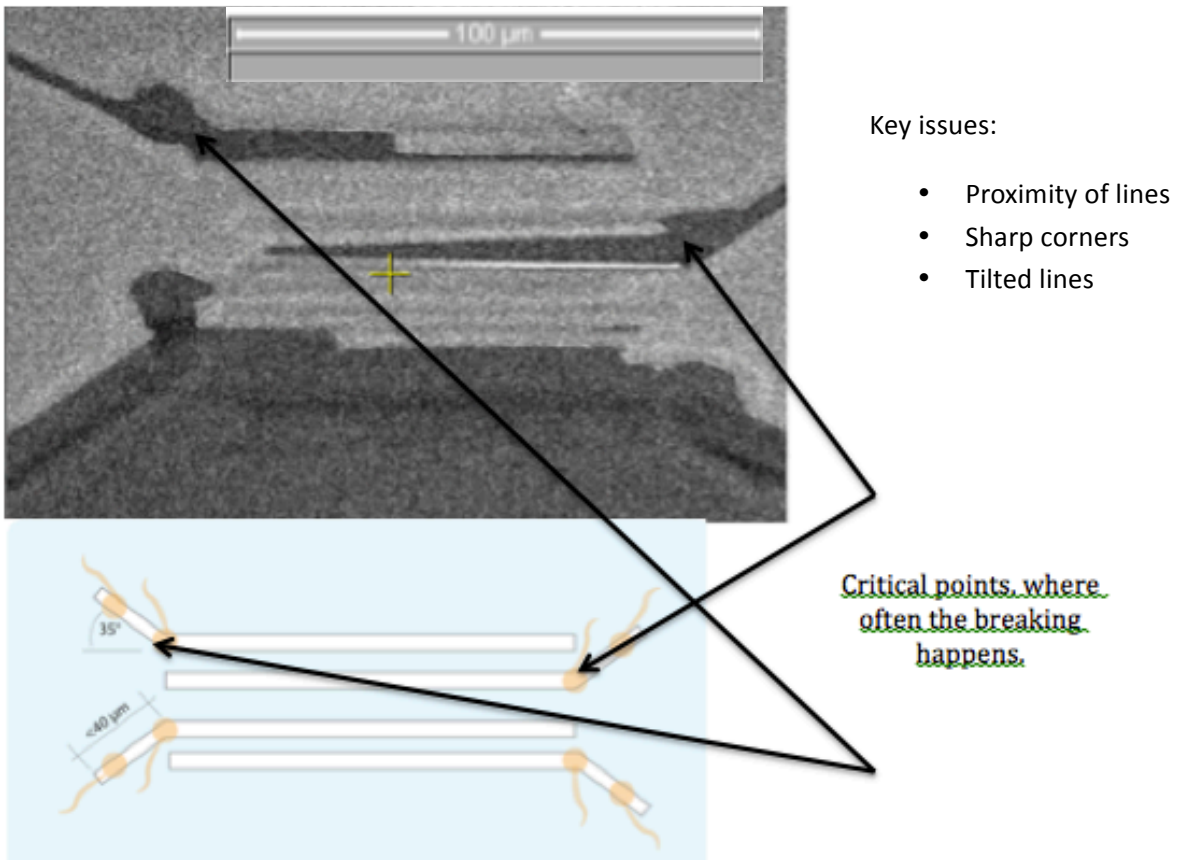 100 µm
Key issues:
• Proximity of lines
• Sharp corners
• Tilted lines
Critical points, where
often the breaking
happens.
35°
<40 µm